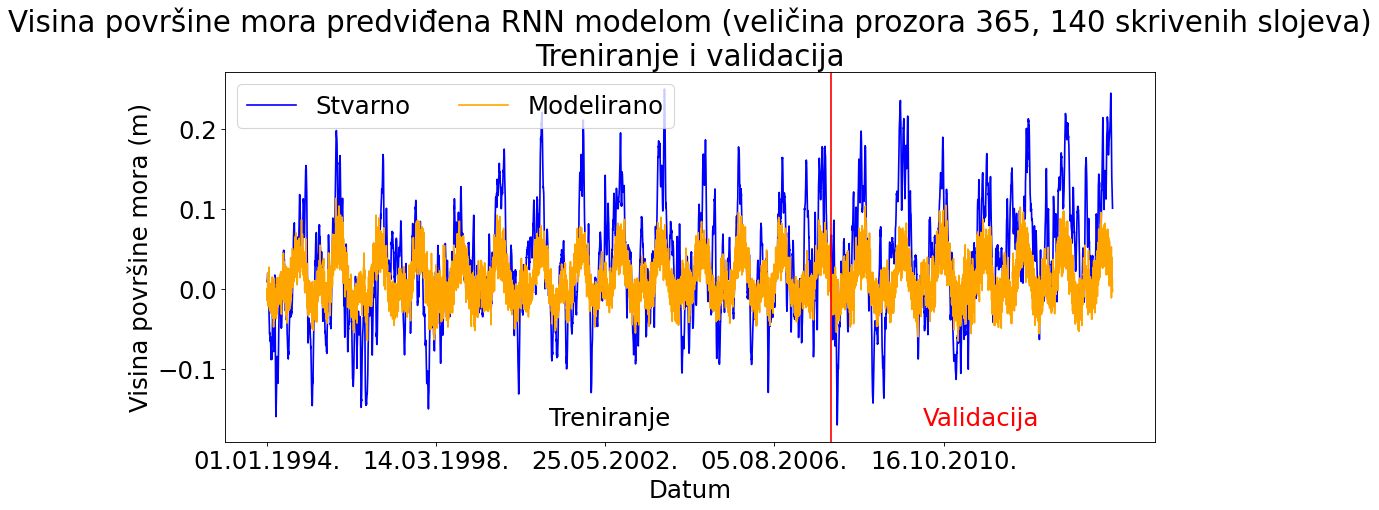 Visina površine mora predviđena RNN modelom (veličina prozora 365, 140 skrivenih slojeva)
Treniranje i validacija
Stvarno Modelirano
Visina površine mora (m)
0.2
0.1
0.0
−0.1
Treniranje Validacija
01.01.1994. 14.03.1998. 25.05.2002. 05.08.2006. 16.10.2010.
Datum